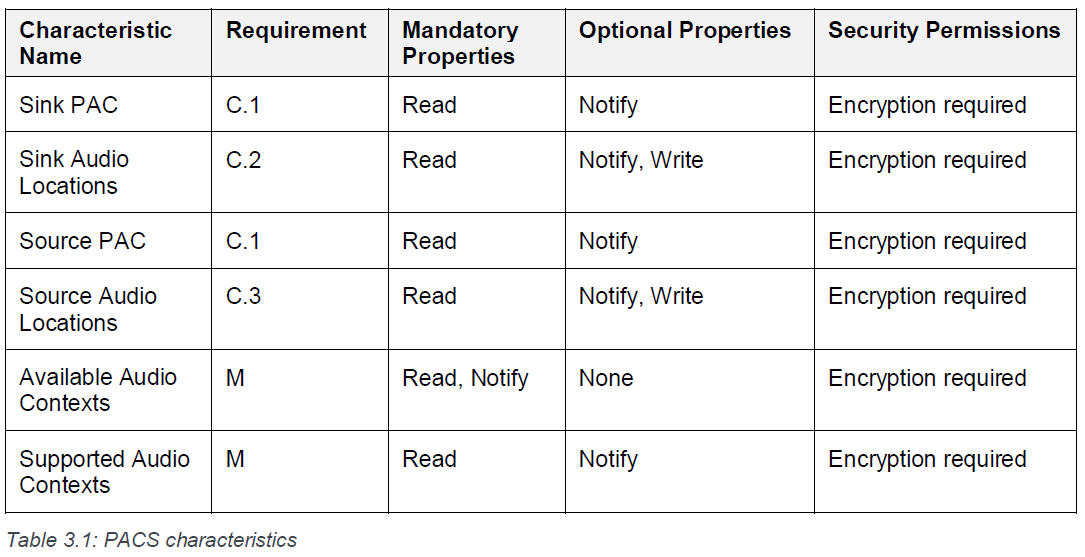 Characteristic Name Requirement Mandatory Properties Optional Properties Security Permissions
Sink PAC C.1 Read Notify Encryption required
Sink Audio Locations C.2 Read Notify, Write Encryption required
Source PAC C.1 Read Notify Encryption required
Source Audio Locations C.3 Read Notify, Write Encryption required
Available Audio Contexts M Read, Notify None Encryption required
Supported Audio Contexts M Read Notify Encryption required
Table 3.1: PACS characteristics